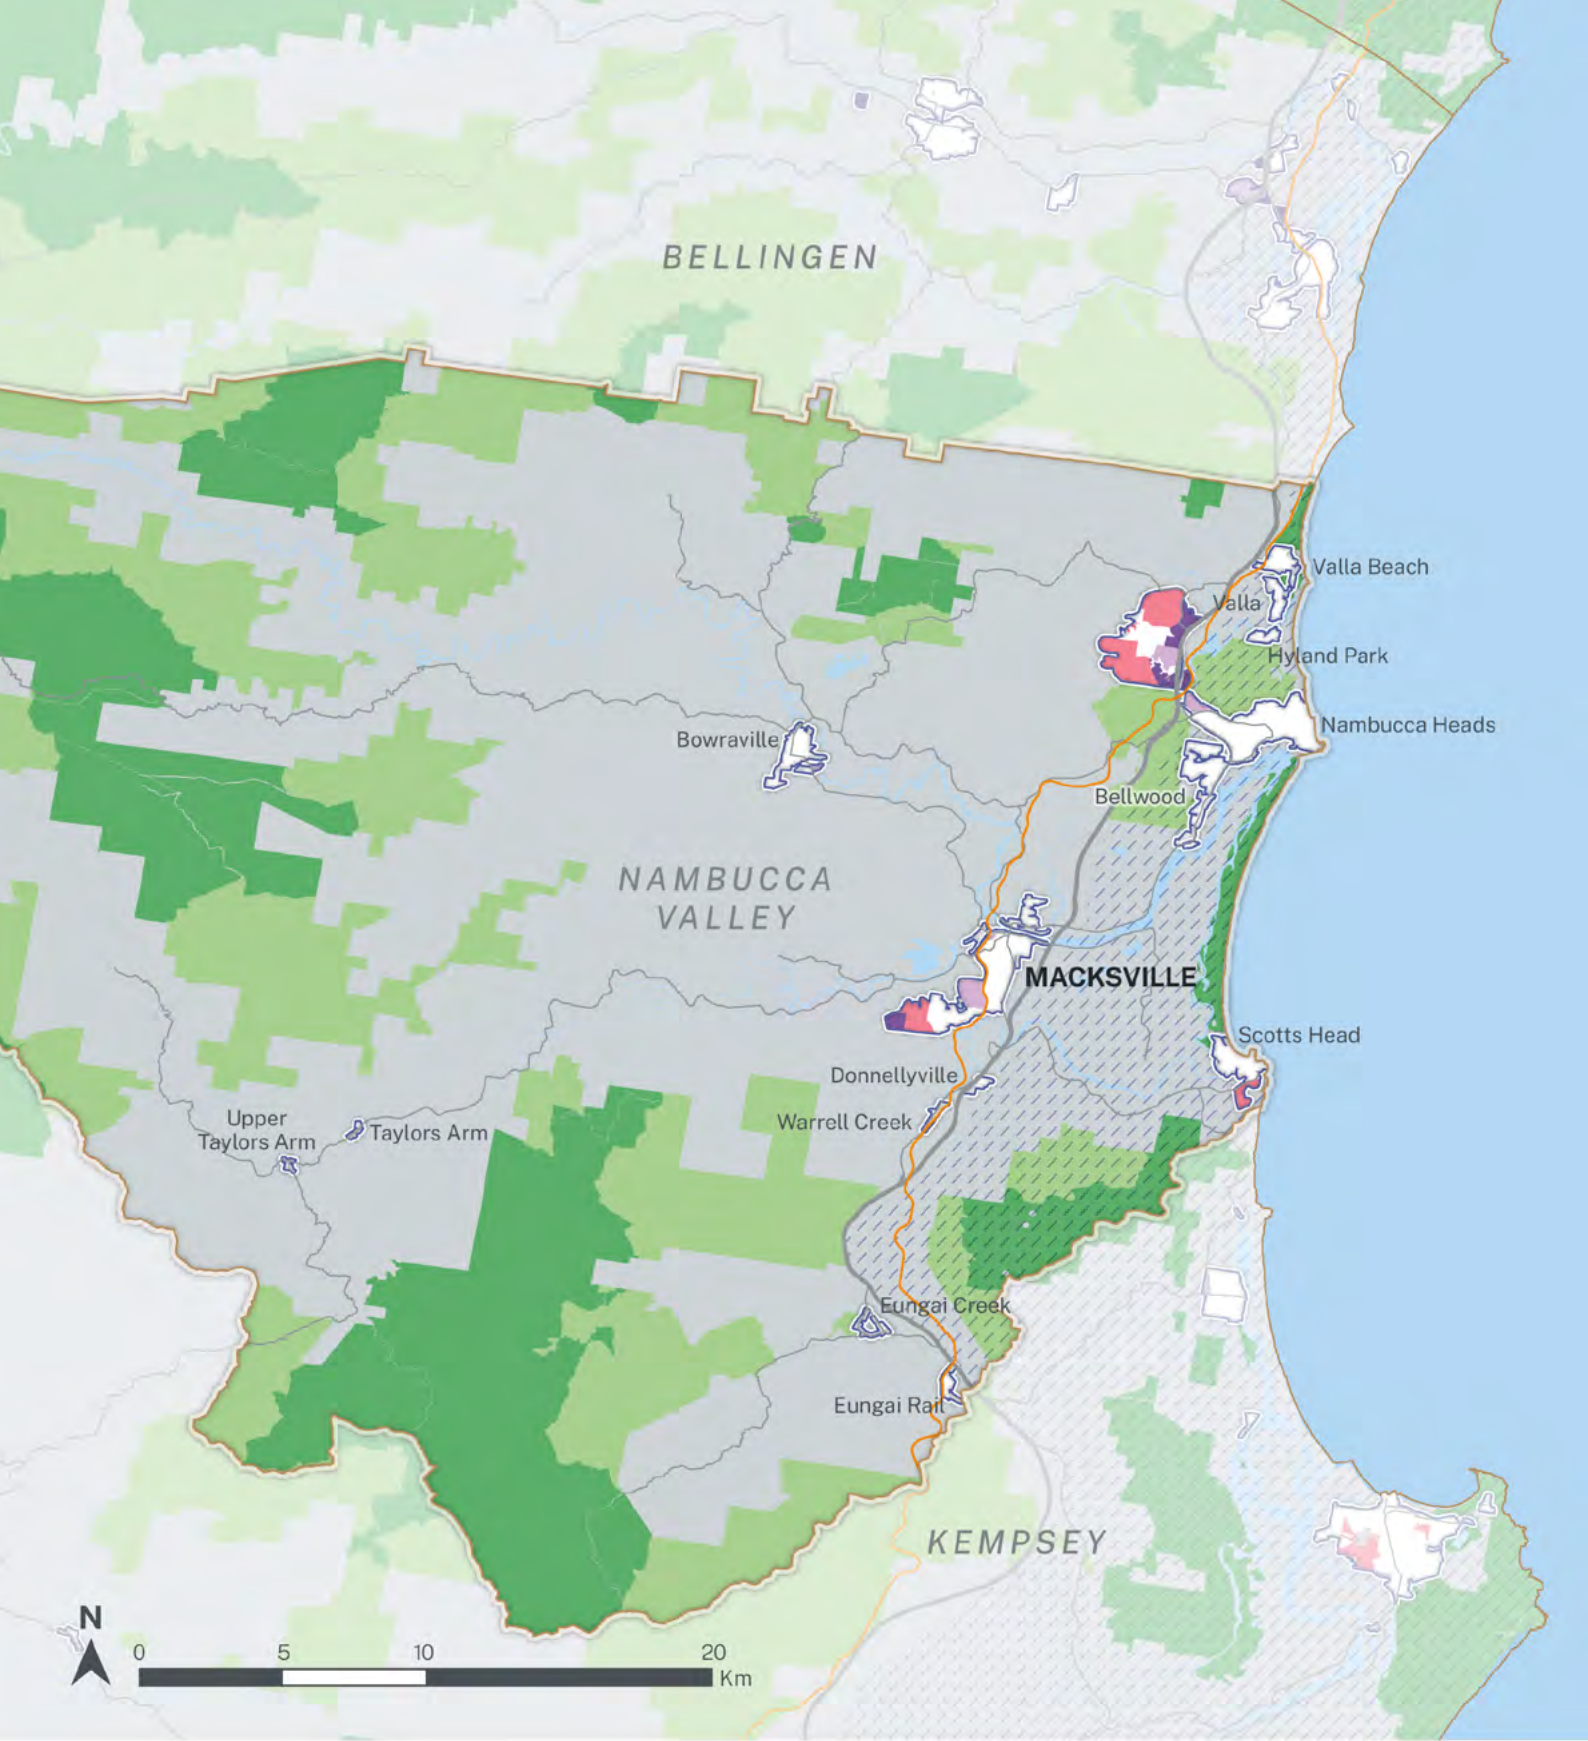 BELLINGEN
Valla Beach
Valla
Hyland Park
Nambucca Heads
Bowraville
Bellwood
NAMBUCCA
VALLEY
MACKSVILLE
Scotts Head
Donnellyville
Warrell Creek
Upper
Taylors Arm
Taylors Arm
Eungai Creek
Eungai Rail
KEMPSEY
N
0 5 10 20
Km